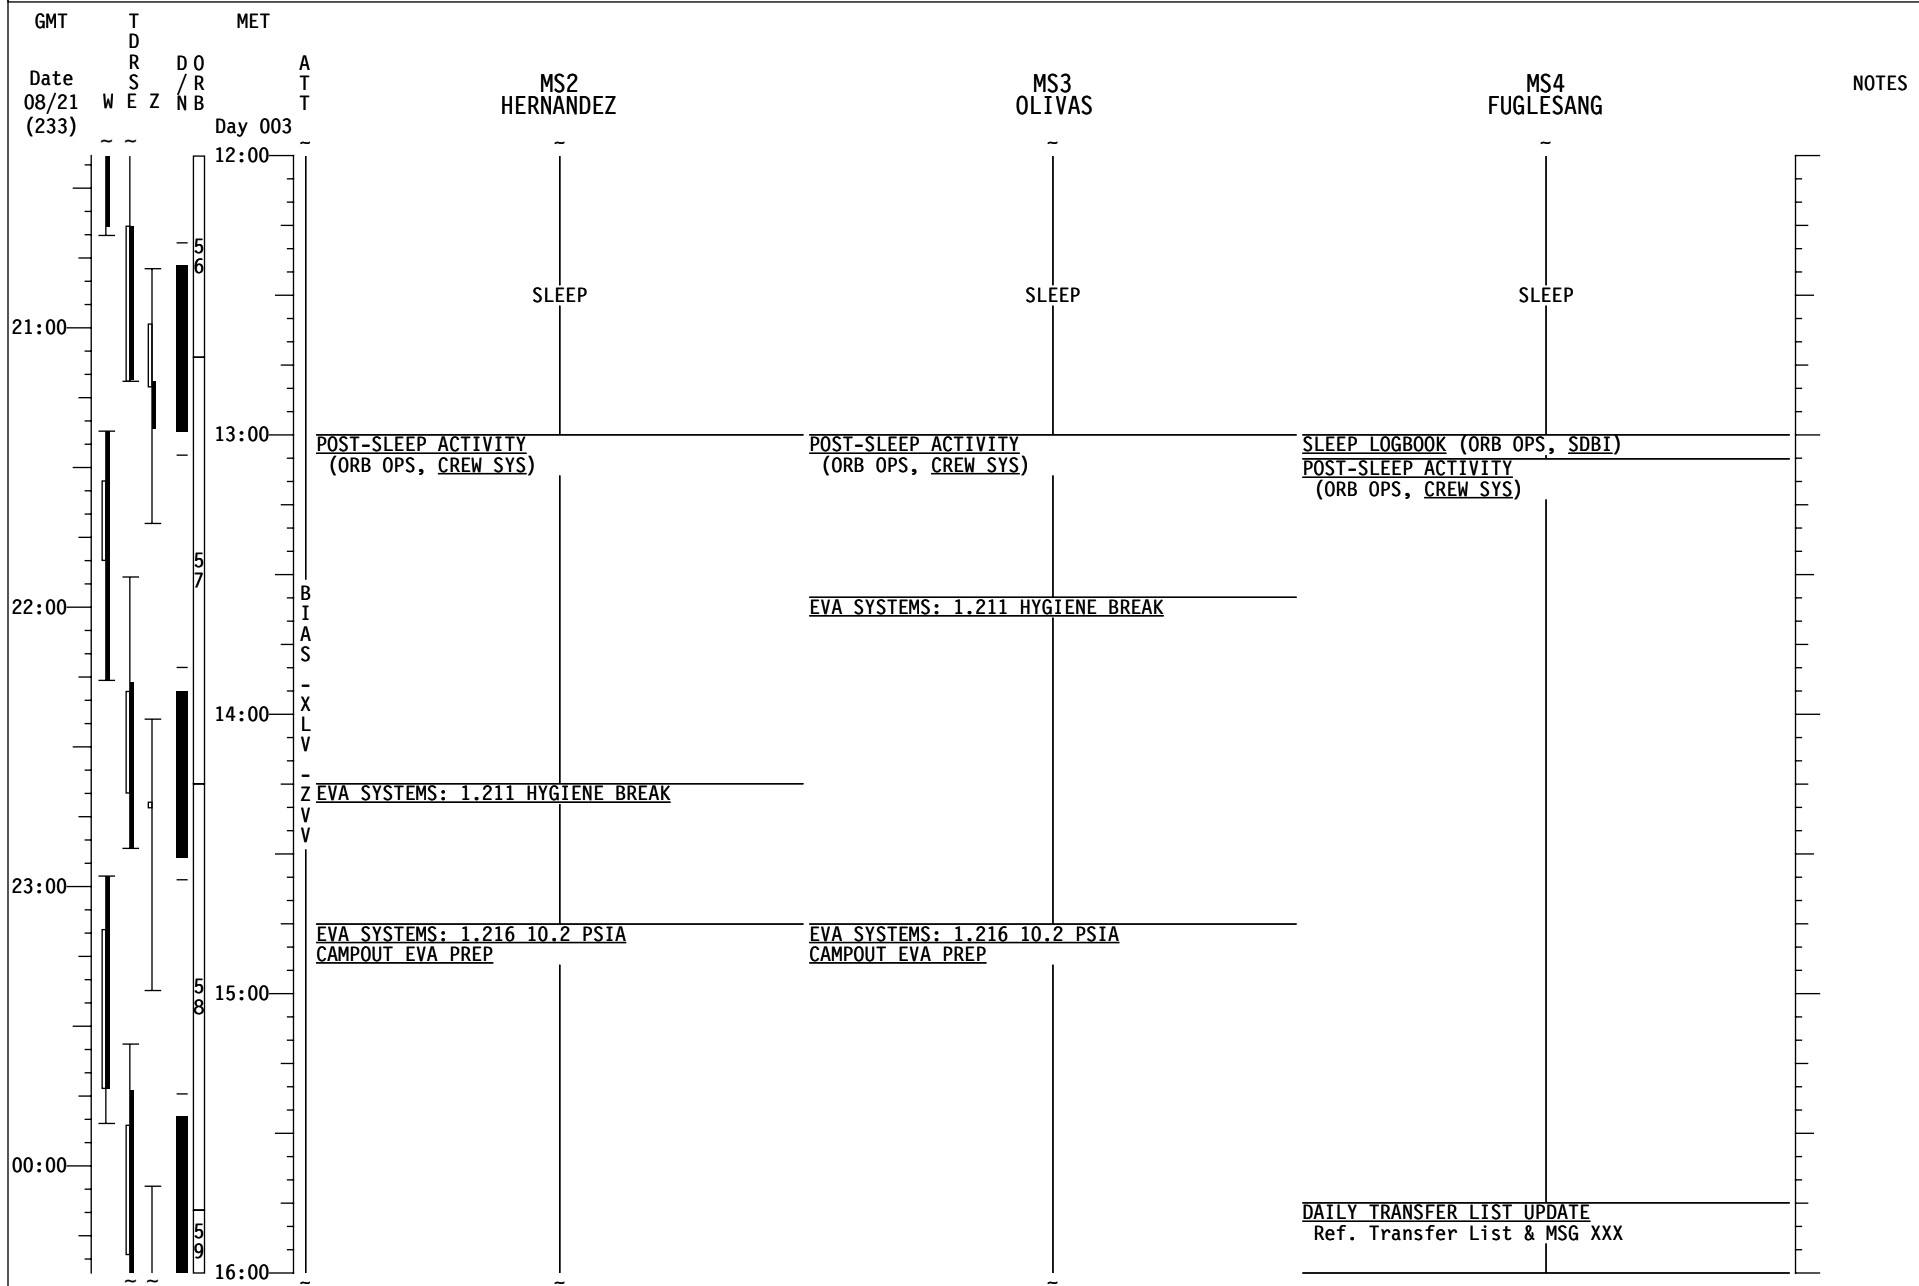 GMT
TDRS
MET
Date
08/21
(233)
W E Z
D/N
ORB
Day 003
ATT
MS2
HERNANDEZ
MS3
OLIVAS
MS4
FUGLESANG
NOTES
~ ~ ~ ~ ~ ~
12:00
56
SLEEP
SLEEP
SLEEP
21:00
13:00
POST-SLEEP ACTIVITY
(ORB OPS, CREW SYS)
POST-SLEEP ACTIVITY
(ORB OPS, CREW SYS)
SLEEP LOGBOOK (ORB OPS, SDBI)
POST-SLEEP ACTIVITY
(ORB OPS, CREW SYS)
57
BIAS -XLV -ZVV
22:00
EVA SYSTEMS: 1.211 HYGIENE BREAK
14:00
EVA SYSTEMS: 1.211 HYGIENE BREAK
23:00
EVA SYSTEMS: 1.216 10.2 PSIA
CAMPOUT EVA PREP
EVA SYSTEMS: 1.216 10.2 PSIA
CAMPOUT EVA PREP
58
15:00
00:00
DAILY TRANSFER LIST UPDATE
Ref. Transfer List & MSG XXX
59
16:00
~ ~ ~ ~